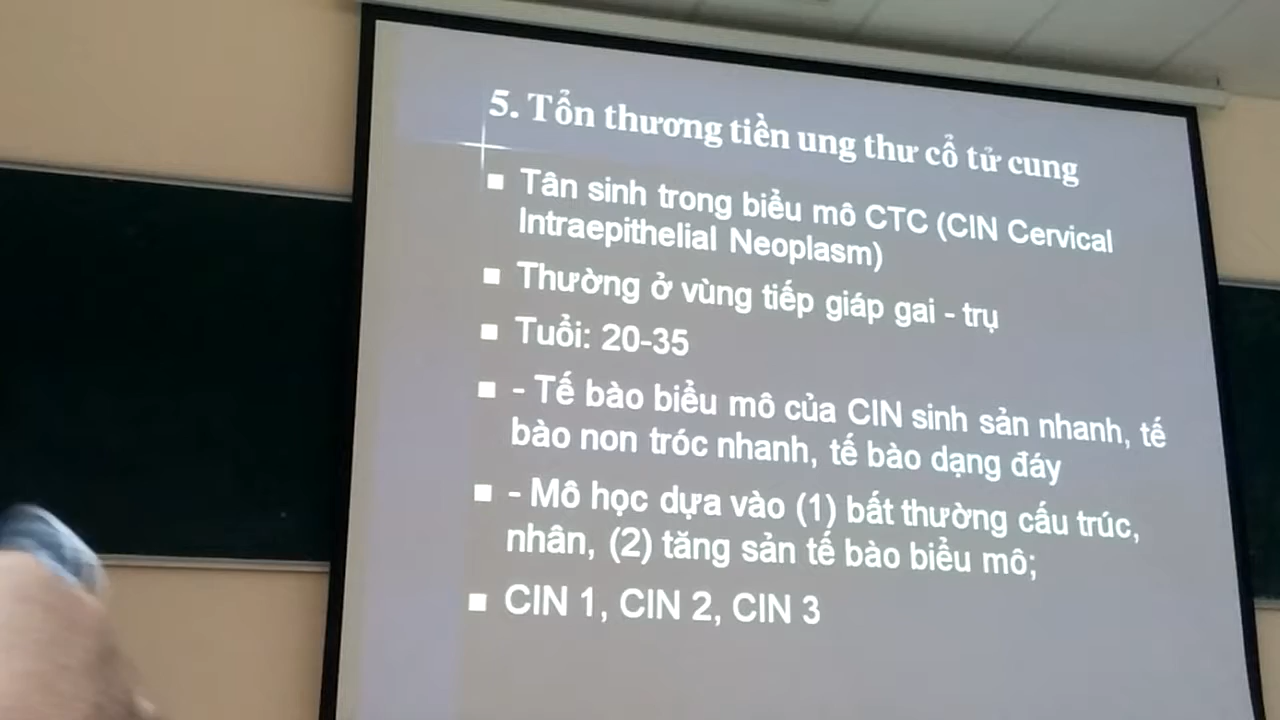 5. Tổn thương tiền ung thư cổ tử cung
■ Tân sinh trong biểu mô CTC (CIN Cervical
Intraepithelial Neoplasm)
■ Thường ở vùng tiếp giáp gai - trụ
■ Tuổi: 20-35
■ - Tế bào biểu mô của CIN sinh sản nhanh, tế
bào non tróc nhanh, tế bào dạng đáy
■ - Mô học dựa vào (1) bất thường cấu trúc,
nhân, (2) tăng sản tế bào biểu mô;
■ CIN 1, CIN 2, CIN 3